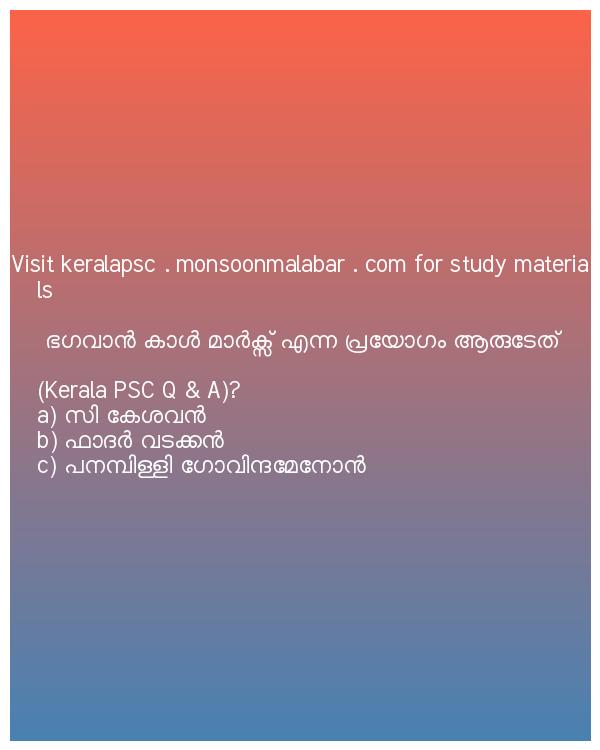 Visit keralapsc . monsoonmalabar . com for study materia
ls
ഭഗവാൻ കാൾ മാർക്സ് എന്ന പ്രയോഗം ആരുടേത്
(Kerala PSC Q & A)?
a) സി കേശവൻ
b) ഫാദർ വടക്കൻ
c) പനമ്പിള്ളി ഗോവിന്ദമേനോൻ